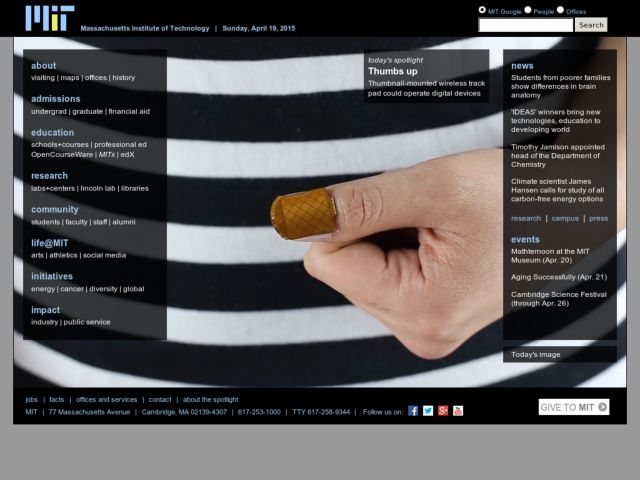 MIT
Massachusetts Institute of Technology | Sunday, April 19, 2015
MIT Google People Offices
Search
about
visiting | maps | offices | history
admissions
undergrad | graduate | financial aid
education
schools+courses | professional ed
OpenCourseWare | MITx | edX
research
labs+centers | lincoln lab | libraries
community
students | faculty | staff | alumni
life@MIT
arts | athletics | social media
initiatives
energy | cancer | diversity | global
impact
industry | public service
today's spotlight
Thumbs up
Thumbnail-mounted wireless track
pad could operate digital devices
news
Students from poorer families
show differences in brain
anatomy
'IDEAS' winners bring new
technologies, education to
developing world
Timothy Jamison appointed
head of the Department of
Chemistry
Climate scientist James
Hansen calls for study of all
carbon-free energy options
research | campus | press
events
Mathternoon at the MIT
Museum (Apr. 20)
Aging Successfully (Apr. 21)
Cambridge Science Festival
(through Apr. 26)
Today's image
jobs | facts | offices and services | contact | about the spotlight
MIT | 77 Massachusetts Avenue | Cambridge, MA 02139-4307 | 617-253-1000 | TTY 617-258-9344 | Follow us on:
GIVE TO MIT